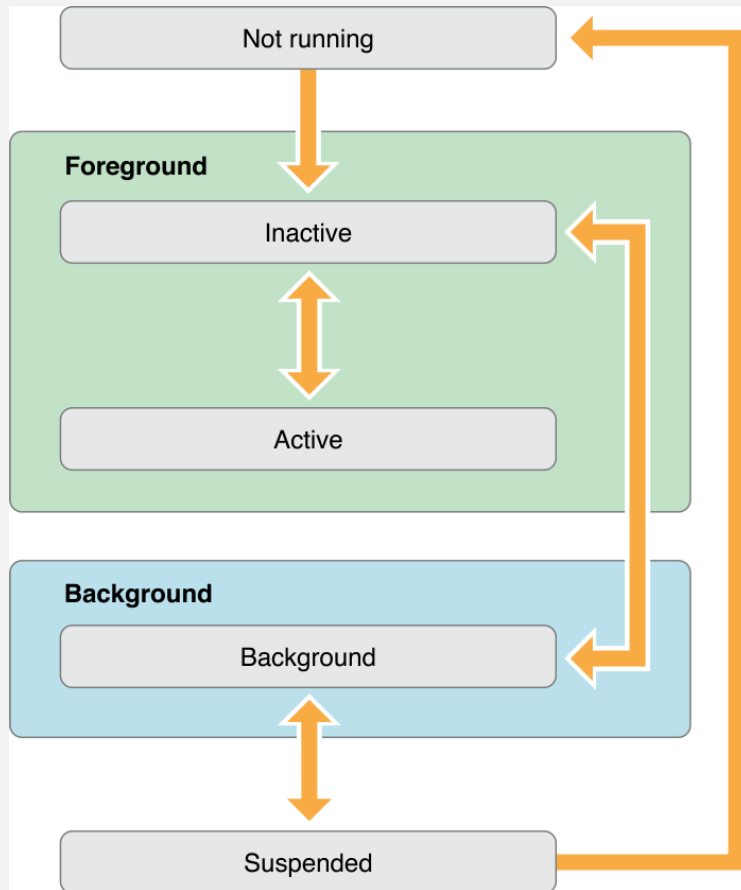 Not running
Foreground
Inactive
Active
Background
Background
Suspended